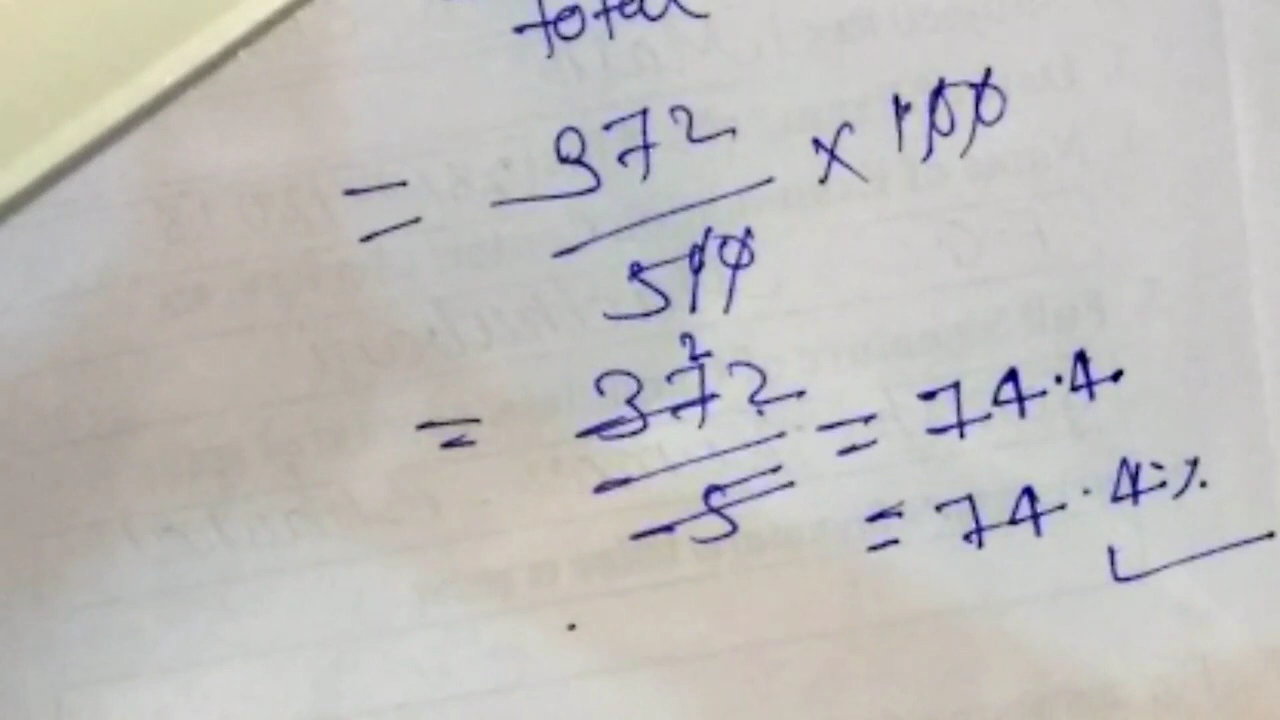 total
= 372/500 × 100
= 372/5 = 74.4
= 74.4%